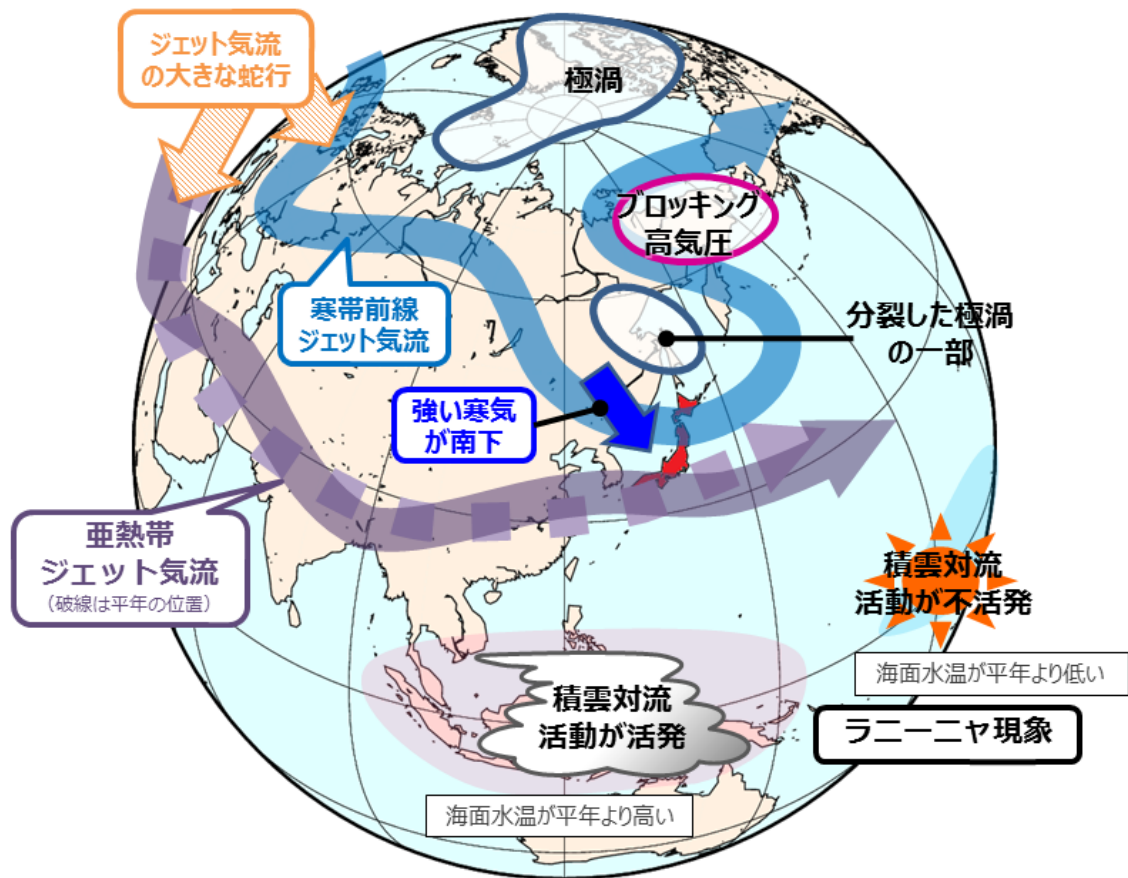 ジェット気流
の大きな蛇行
極渦
ブロッキング
高気圧
寒帯前線
ジェット気流
分裂した極渦
の一部
強い寒気
が南下
亜熱帯
ジェット気流
(破線は平年の位置)
積雲対流
活動が不活発
海面水温が平年より低い
積雲対流
活動が活発
ラニーニャ現象
海面水温が平年より高い